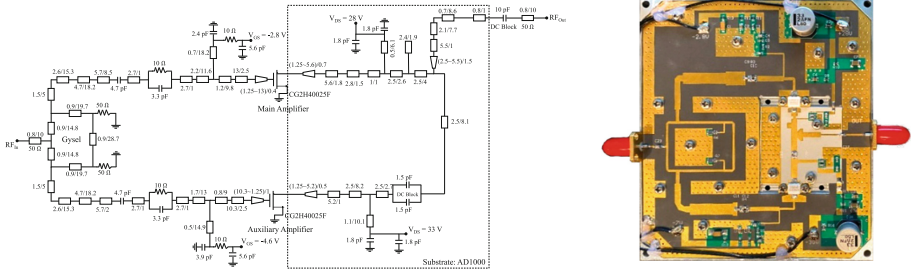 V_DS= 28 V
0.7/8.6
0.8/1
10 pF
0.8/10
RF_Out
DC Block
50 Ω
2.4 pF
10 Ω
V_GS= -2.8 V
5.6 pF
0.7/18.2
1.8 pF
1.8 pF
0.5/6.1
2.4/1.9
2.1/7.7
5.5/1
(2.5–5.5)/1.5
2.6/15.3
4.7/18.2
5.7/8.5
4.7 pF
2.7/1
10 Ω
3.3 pF
2.7/1
2.2/11.6
1.2/9.8
13/2.5
(1.25–13)/0.4
(1.25–5.6)/0.7
CG2H40025F
Main Amplifier
5.6/1.8
2.8/1.5
1/1
2.5/2.6
2.5/4
1.5/5
0.9/19.7
50 Ω
0.9/14.8
Gysel
0.9/28.7
RF_In
0.8/10
50 Ω
0.9/14.8
0.9/19.7
50 Ω
1.5/5
2.5/8.1
2.6/15.3
4.7/18.2
5.7/2
4.7 pF
2.7/1
10 Ω
3.3 pF
2.7/1
1.7/13
0.8/9
10.3/2.5
(10.3–1.25)/1
(1.25–5.2)/0.5
CG2H40025F
Auxiliary Amplifier
5.2/1
2.5/8.2
2.5/2.7
1.5 pF
DC Block
1.5 pF
0.5/14.9
10 Ω
V_GS= -4.6 V
3.9 pF
5.6 pF
1.1/10.1
V_DS= 33 V
1.8 pF
1.8 pF
Substrate: AD1000